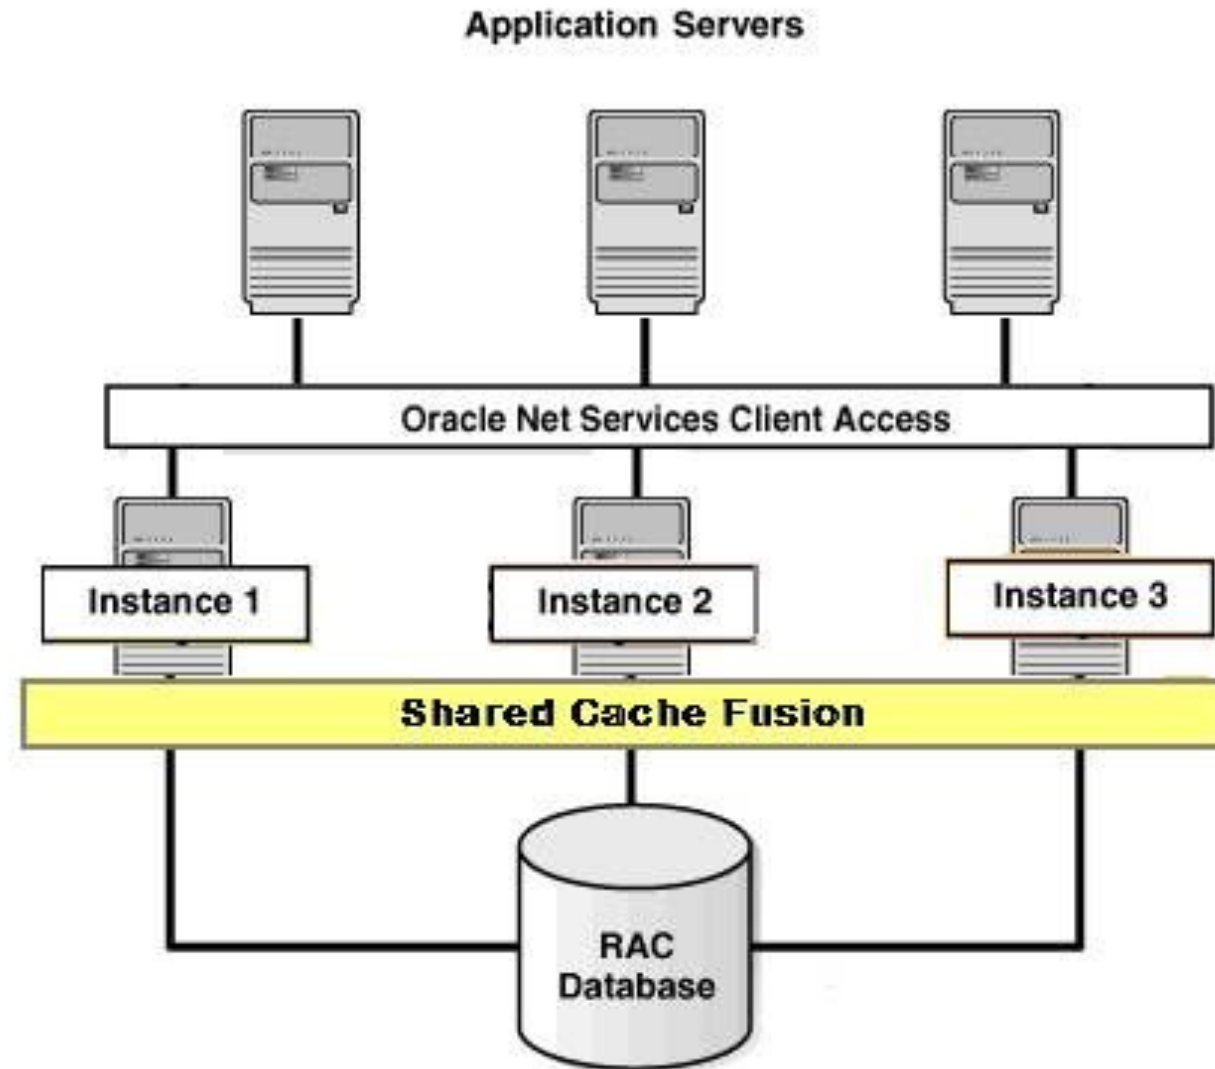 Application Servers
Oracle Net Services Client Access
Instance 1
Instance 2
Instance 3
Shared Cache Fusion
RAC
Database